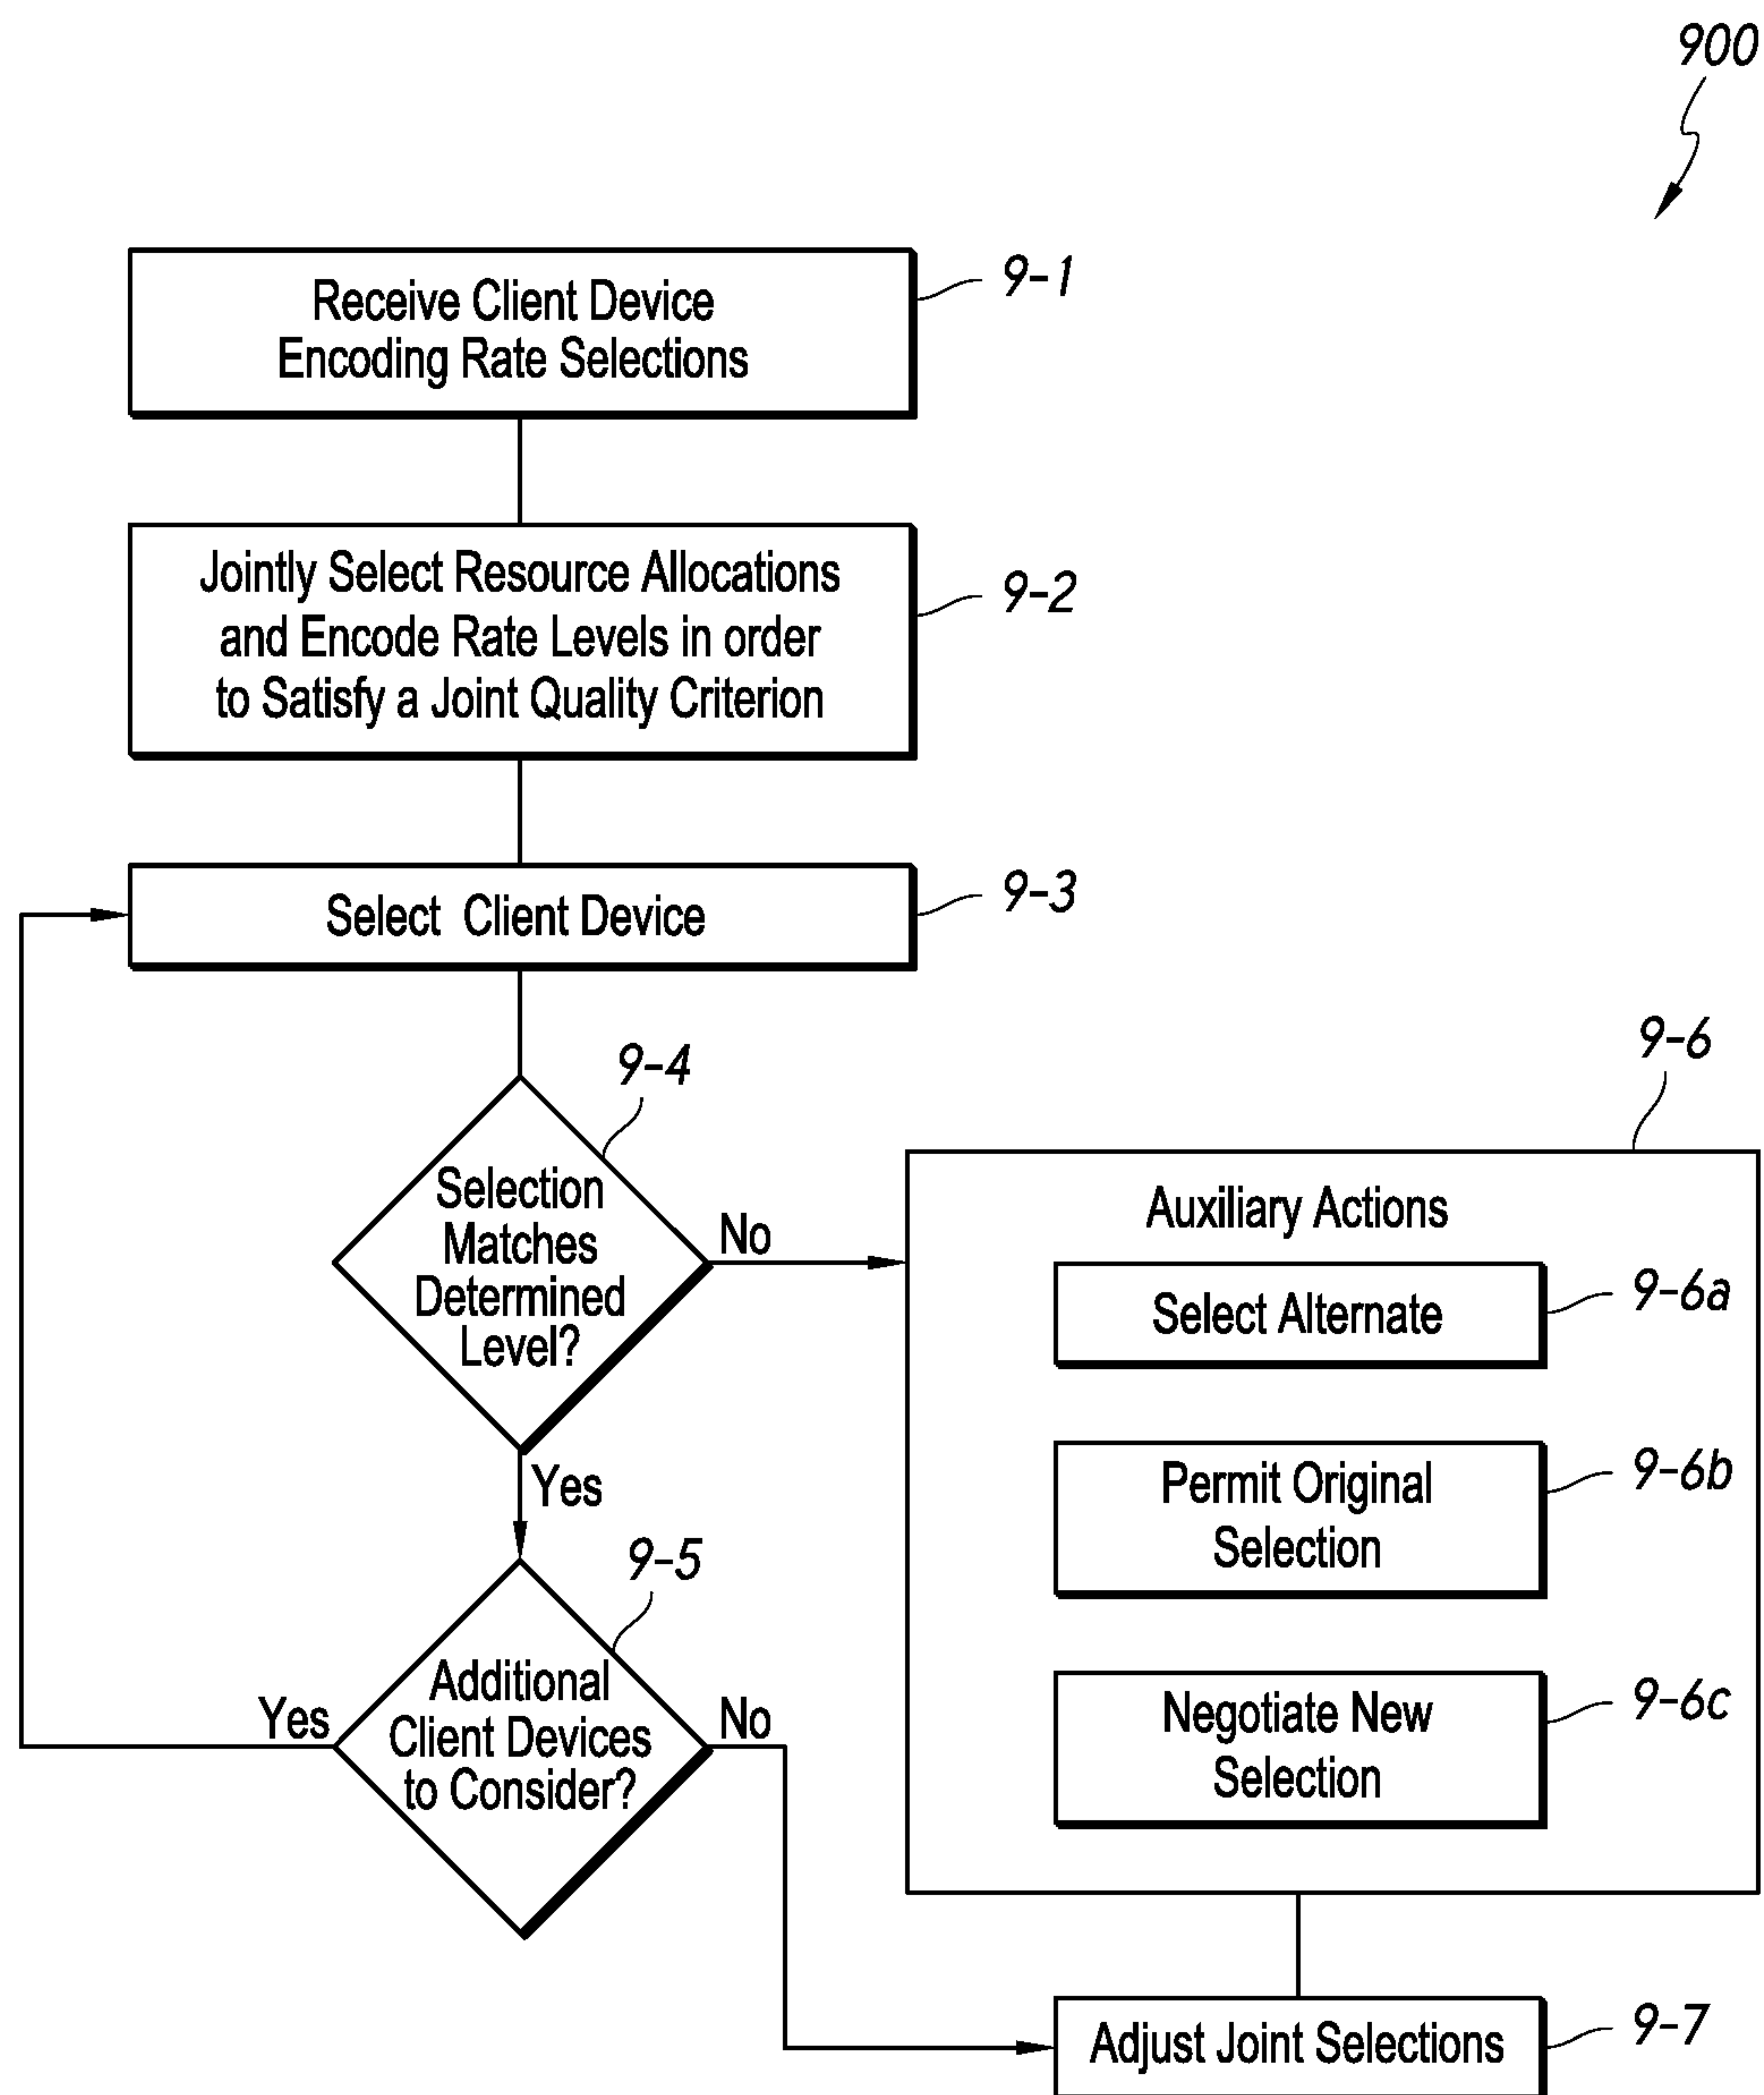 900
Receive Client Device
Encoding Rate Selections
9-1
Jointly Select Resource Allocations
and Encode Rate Levels in order
to Satisfy a Joint Quality Criterion
9-2
Select Client Device
9-3
9-4
Selection
Matches
Determined
Level?
No
Yes
9-5
Additional
Client Devices
to Consider?
Yes
No
9-6
Auxiliary Actions
Select Alternate
9-6a
Permit Original
Selection
9-6b
Negotiate New
Selection
9-6c
Adjust Joint Selections
9-7